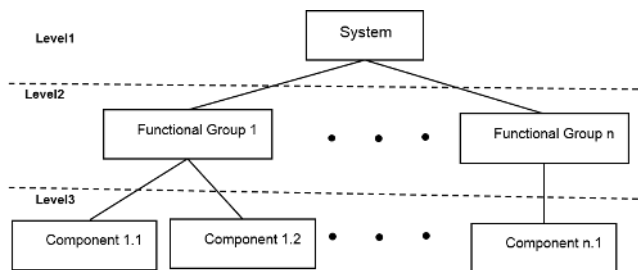 System
Level1
Level2
Functional Group 1
Functional Group n
Level3
Component 1.1
Component 1.2
Component n.1